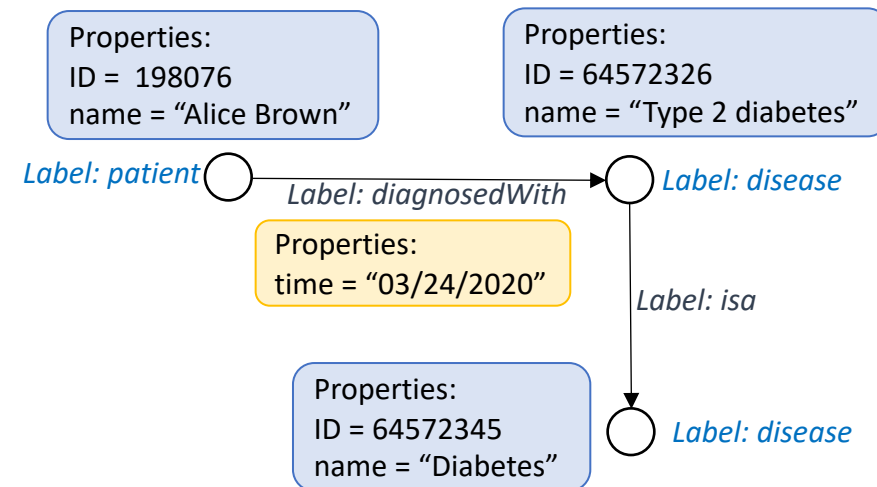 Properties:
ID =  198076
name = “Alice Brown”
Properties:
ID = 64572326
name = “Type 2 diabetes”
Label: patient
Label: diagnosedWith
Label: disease
Properties:
time = “03/24/2020”
Label: isa
Properties:
ID = 64572345
name = “Diabetes”
Label: disease